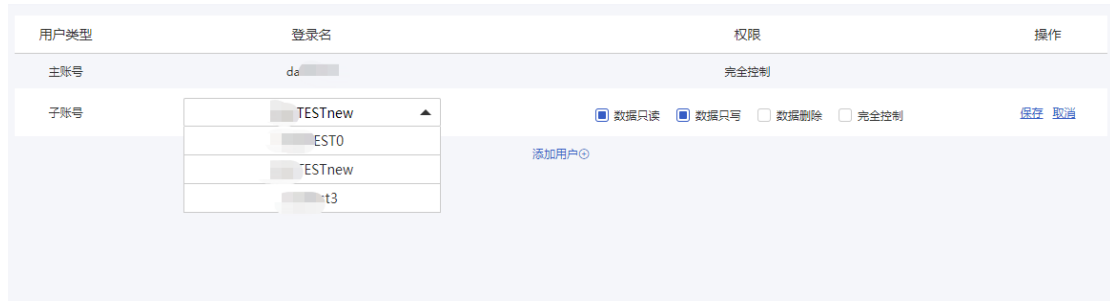 用户类型 登录名 权限 操作
主账号 da 完全控制
子账号 TESTnew 数据只读 数据只写 数据删除 完全控制 保存 取消
EST0
添加用户
TESTnew
st3